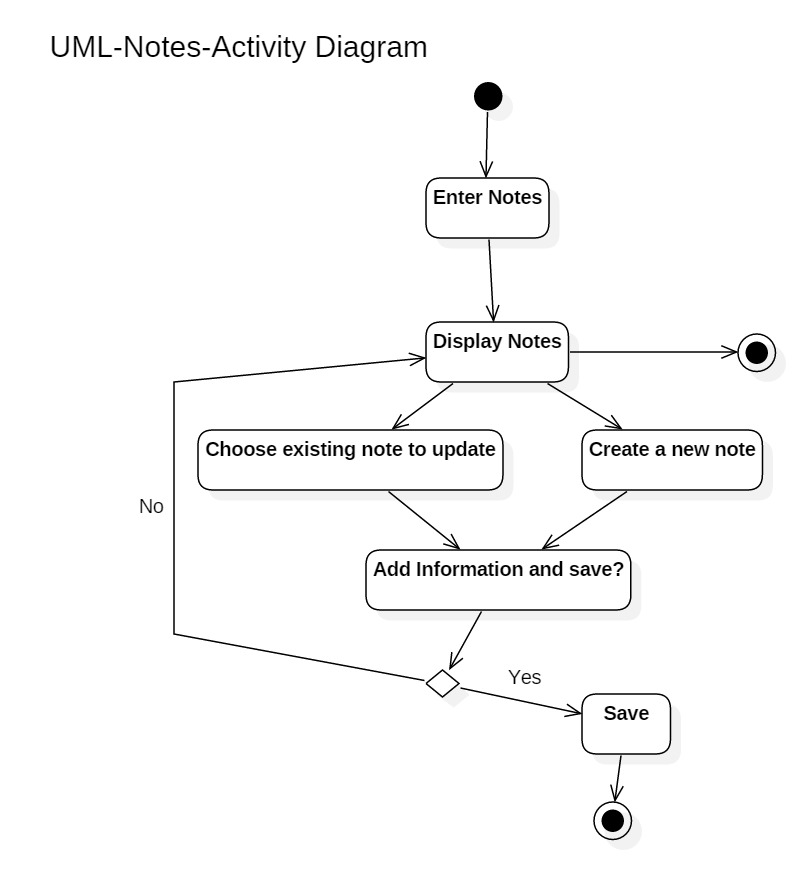 UML-Notes-Activity Diagram
Enter Notes
Display Notes
Choose existing note to update
Create a new note
No
Add Information and save?
Yes
Save